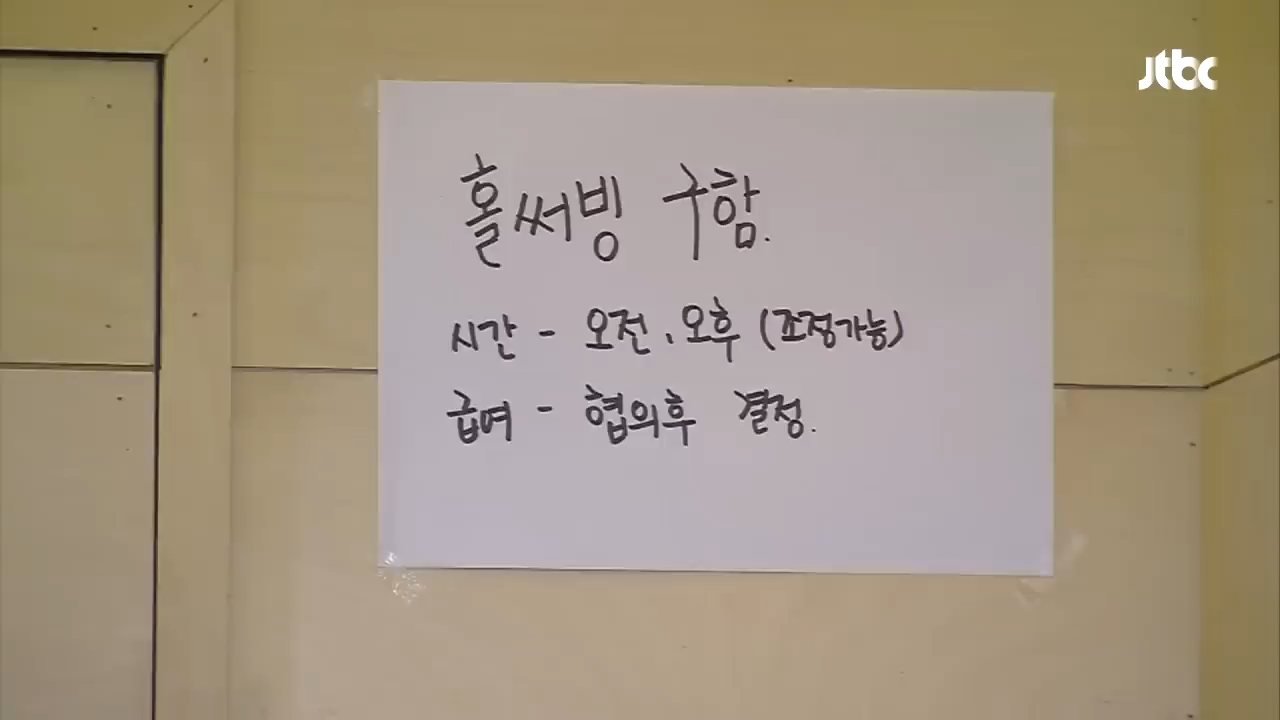 jtbc
홀써빙 구함.
시간 - 오전, 오후 (조정가능)
급여 - 협의후 결정.